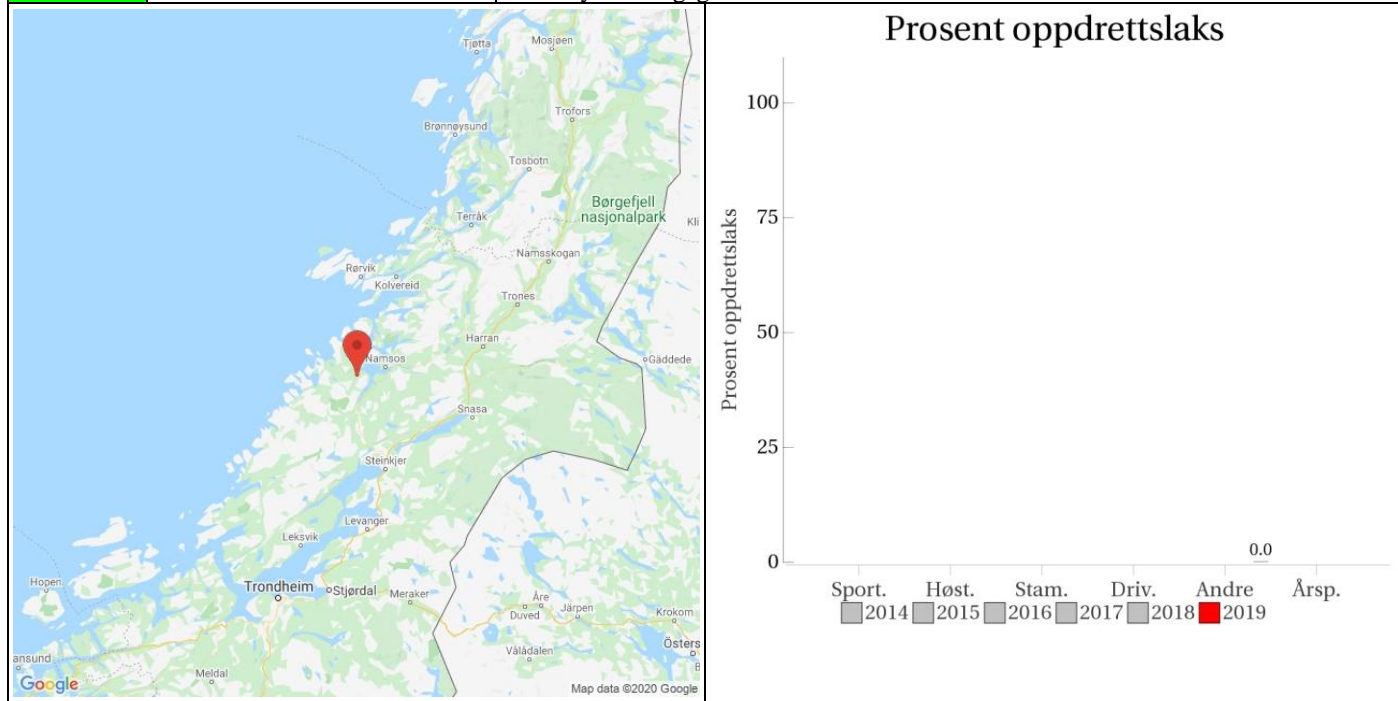 Tjøtta
Mosjøen
Trofors
Brønnøysund
Tosbotn
Børgefjell
nasjonalpark
Terråk
Kli
Namsskogan
Rørvik
Kolvereid
Trones
Harran
Namsos
Gäddede
Snasa
Steinkjer
Levanger
Leksvik
Hopen
Trondheim
Stjørdal
Meraker
Åre
Duved
Järpen
Krokom
Östers
Vålådalen
ansund
Meldal
Google
Map data ©2020 Google
Prosent oppdrettslaks
Prosent oppdrettslaks
100
75
50
25
0
0.0
Sport. Høst. Stam. Driv. Andre Årsp.
2014 2015 2016 2017 2018 2019